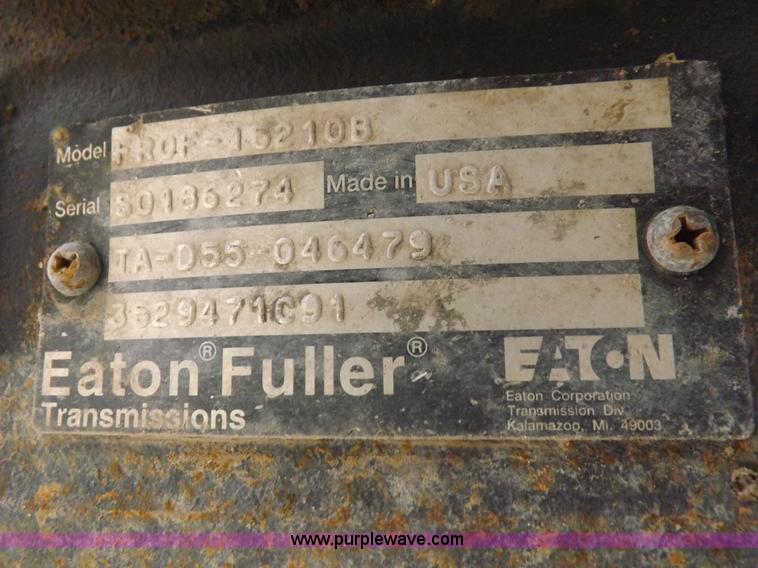 Model FROF-15210B
Serial S0186274 Made in USA
TA-D55-046479
3529471C91
Eaton® Fuller®
Transmissions
EATON
Eaton Corporation
Transmission Div
Kalamazoo, Mi. 49003
www.purplewave.com